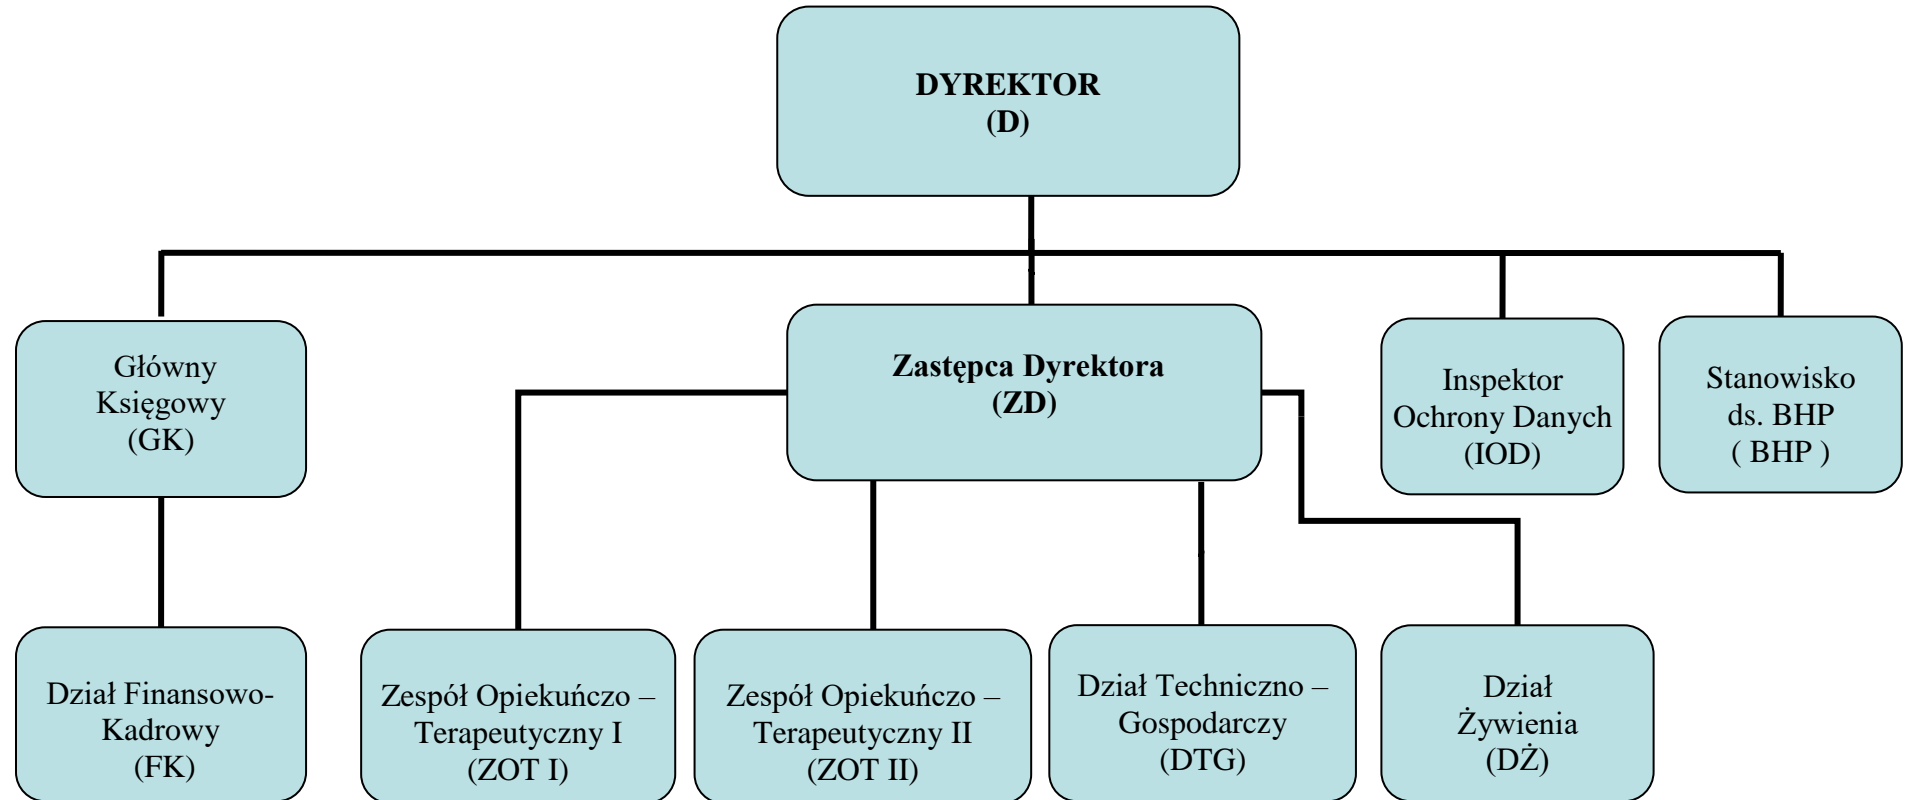 DYREKTOR
(D)
Główny
Księgowy
(GK)
Zastępca Dyrektora
(ZD)
Inspektor
Ochrony Danych
(IOD)
Stanowisko
ds. BHP
( BHP )
Dział Finansowo-
Kadrowy
(FK)
Zespół Opiekuńczo –
Terapeutyczny I
(ZOT I)
Zespół Opiekuńczo –
Terapeutyczny II
(ZOT II)
Dział Techniczno –
Gospodarczy
(DTG)
Dział
Żywienia
(DŻ)